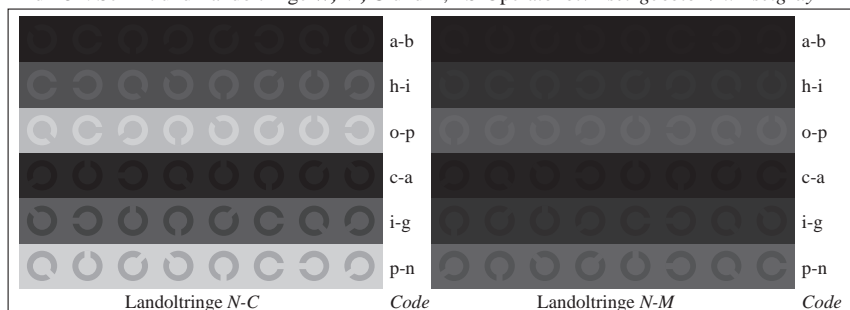 a-b a-b
h-i h-i
o-p o-p
c-a c-a
i-g i-g
p-n p-n
Landoltringe N-C Code Landoltringe N-M Code